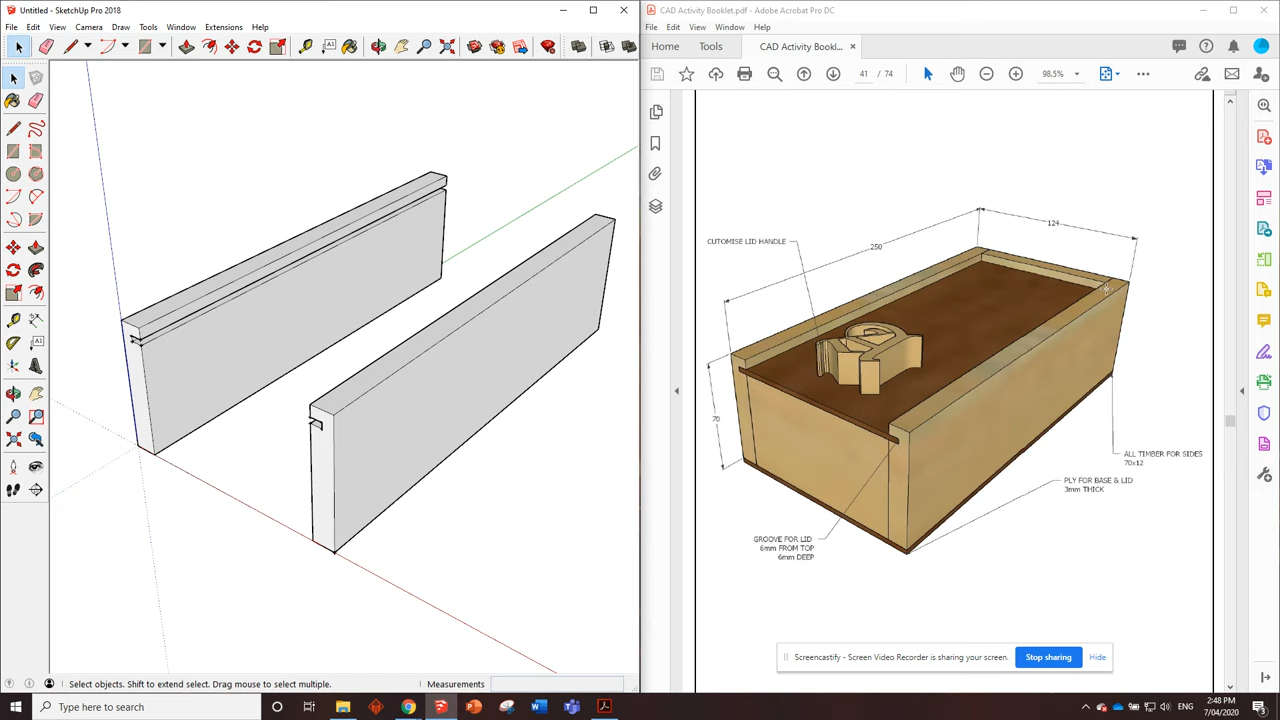 Untitled - SketchUp Pro 2018
File Edit View Camera Draw Tools Window Extensions Help
Select objects. Shift to extend select. Drag mouse to select multiple.
Measurements
CAD Activity Booklet.pdf - Adobe Acrobat Pro DC
File Edit View Window Help
Home Tools CAD Activity Bookl...
41 / 74
98.5%
124
CUTOMISE LID HANDLE
250
70
ALL TIMBER FOR SIDES
70x12
PLY FOR BASE & LID
3mm THICK
GROOVE FOR LID
6mm FROM TOP
6mm DEEP
Screencastify - Screen Video Recorder is sharing your screen.
Stop sharing
Hide
Type here to search
ENG
2:48 PM
7/04/2020